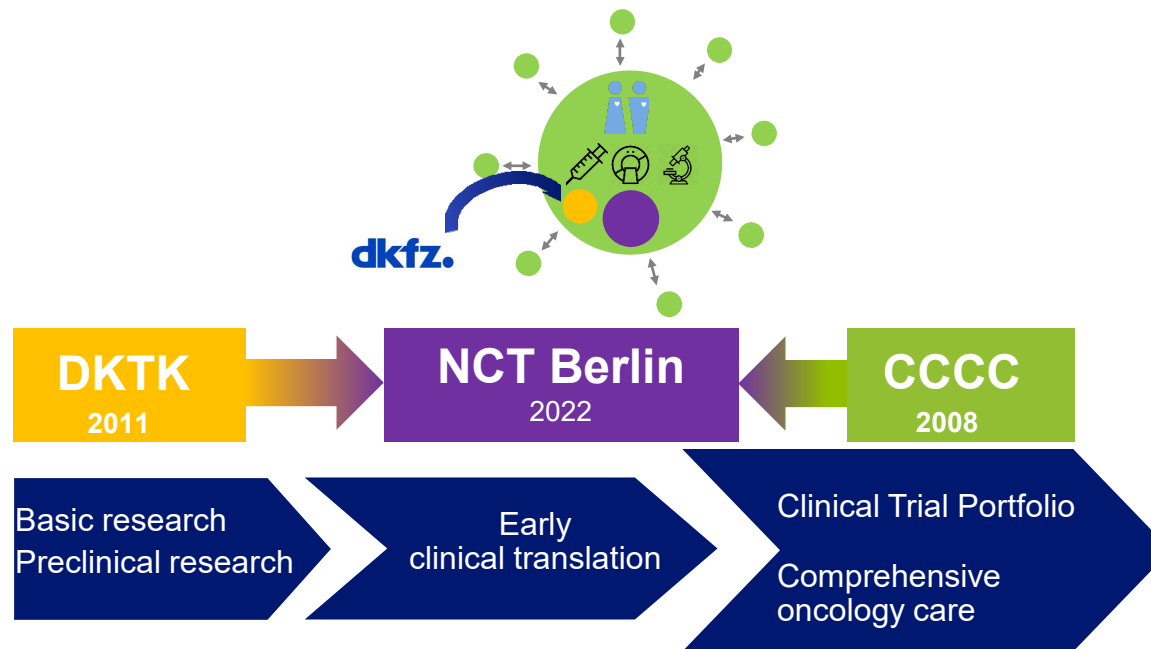 dkfz.
DKTK
2011
NCT Berlin
2022
CCCC
2008
Basic research
Preclinical research
Early
clinical translation
Clinical Trial Portfolio
Comprehensive
oncology care